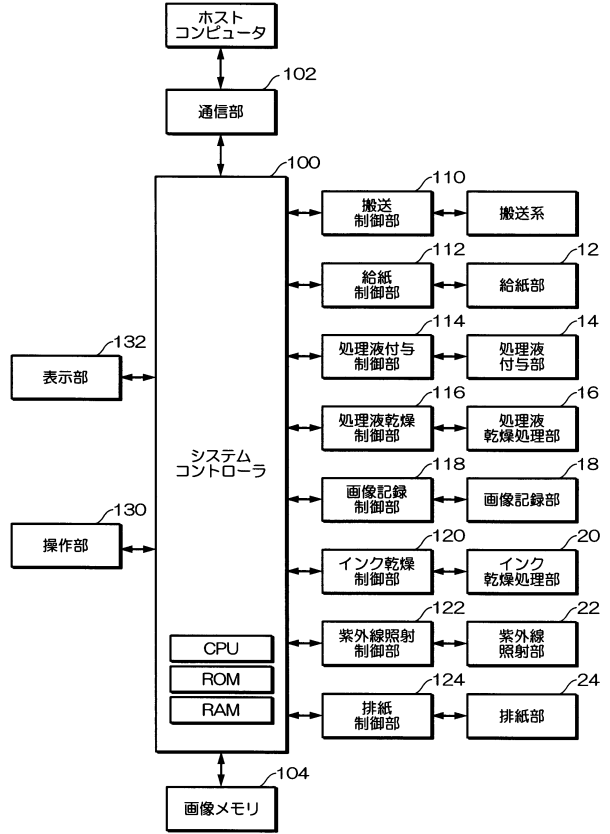 ホスト
コンピュータ
102
通信部
100
110
搬送
制御部
搬送系
112
給紙
制御部
12
給紙部
114
処理液付与
制御部
14
処理液
付与部
132
表示部
116
処理液乾燥
制御部
16
処理液
乾燥処理部
システム
コントローラ
118
画像記録
制御部
18
画像記録部
130
操作部
120
インク乾燥
制御部
20
インク
乾燥処理部
122
紫外線照射
制御部
22
紫外線
照射部
CPU
ROM
RAM
124
排紙
制御部
24
排紙部
104
画像メモリ